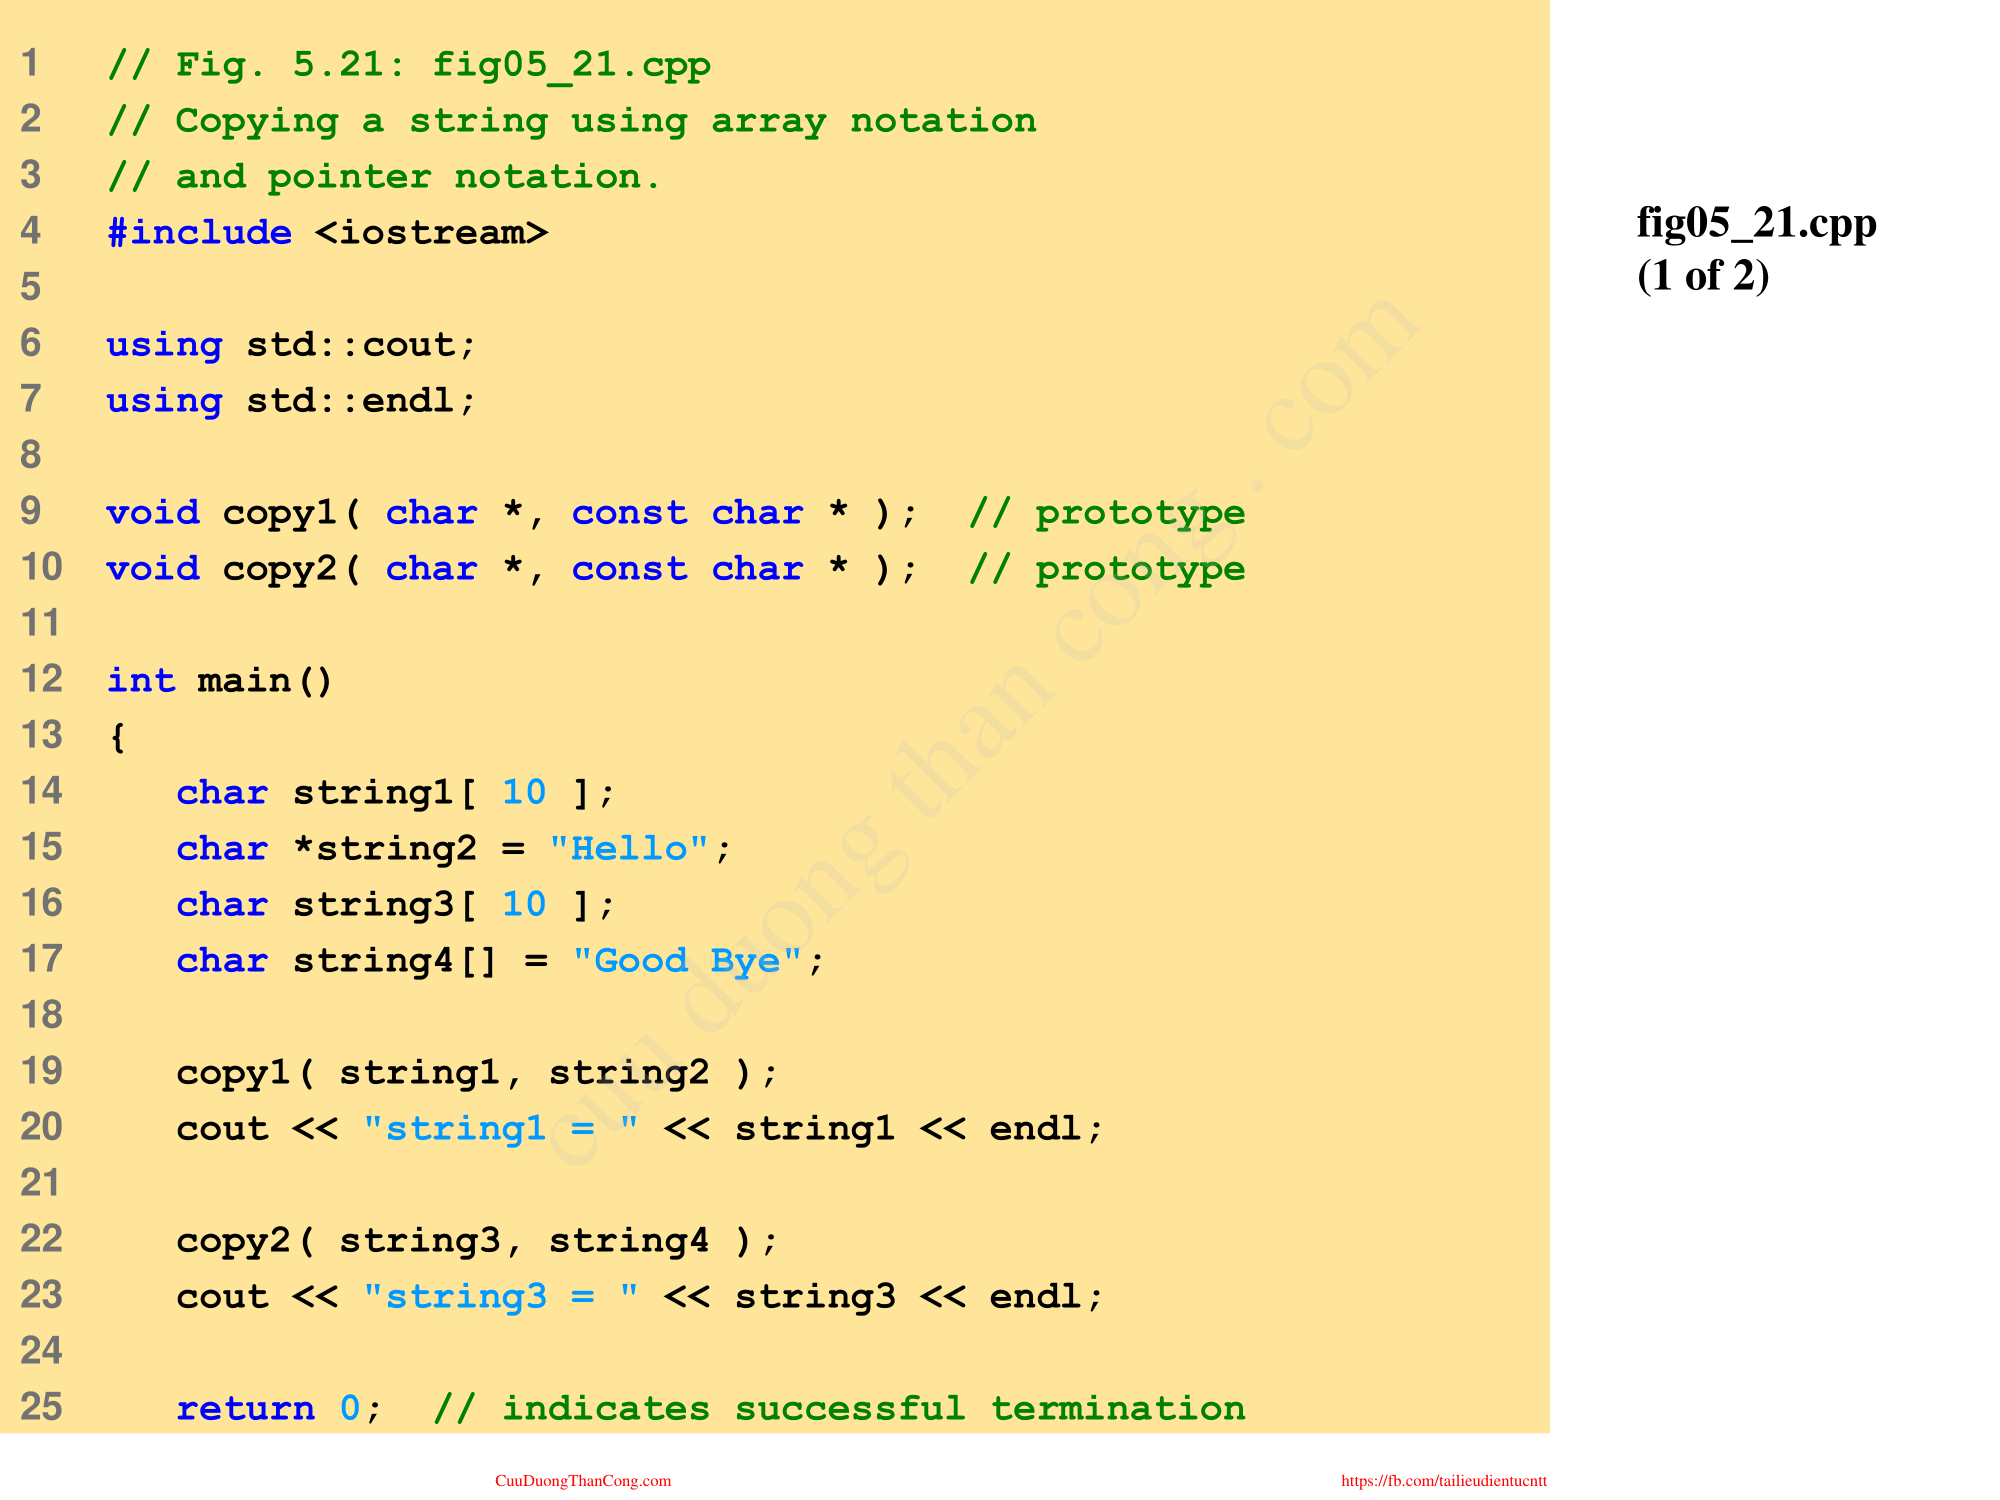 1 // Fig. 5.21: fig05_21.cpp
2 // Copying a string using array notation
3 // and pointer notation.
4 #include <iostream>
5
6 using std::cout;
7 using std::endl;
8
9 void copy1( char *, const char * ); // prototype
10 void copy2( char *, const char * ); // prototype
11
12 int main()
13 {
14 char string1[ 10 ];
15 char *string2 = "Hello";
16 char string3[ 10 ];
17 char string4[] = "Good Bye";
18
19 copy1( string1, string2 );
20 cout << "string1 = " << string1 << endl;
21
22 copy2( string3, string4 );
23 cout << "string3 = " << string3 << endl;
24
25 return 0; // indicates successful termination
fig05_21.cpp
(1 of 2)
cuu duong than cong . com
CuuDuongThanCong.com
https://fb.com/tailieudientucntt